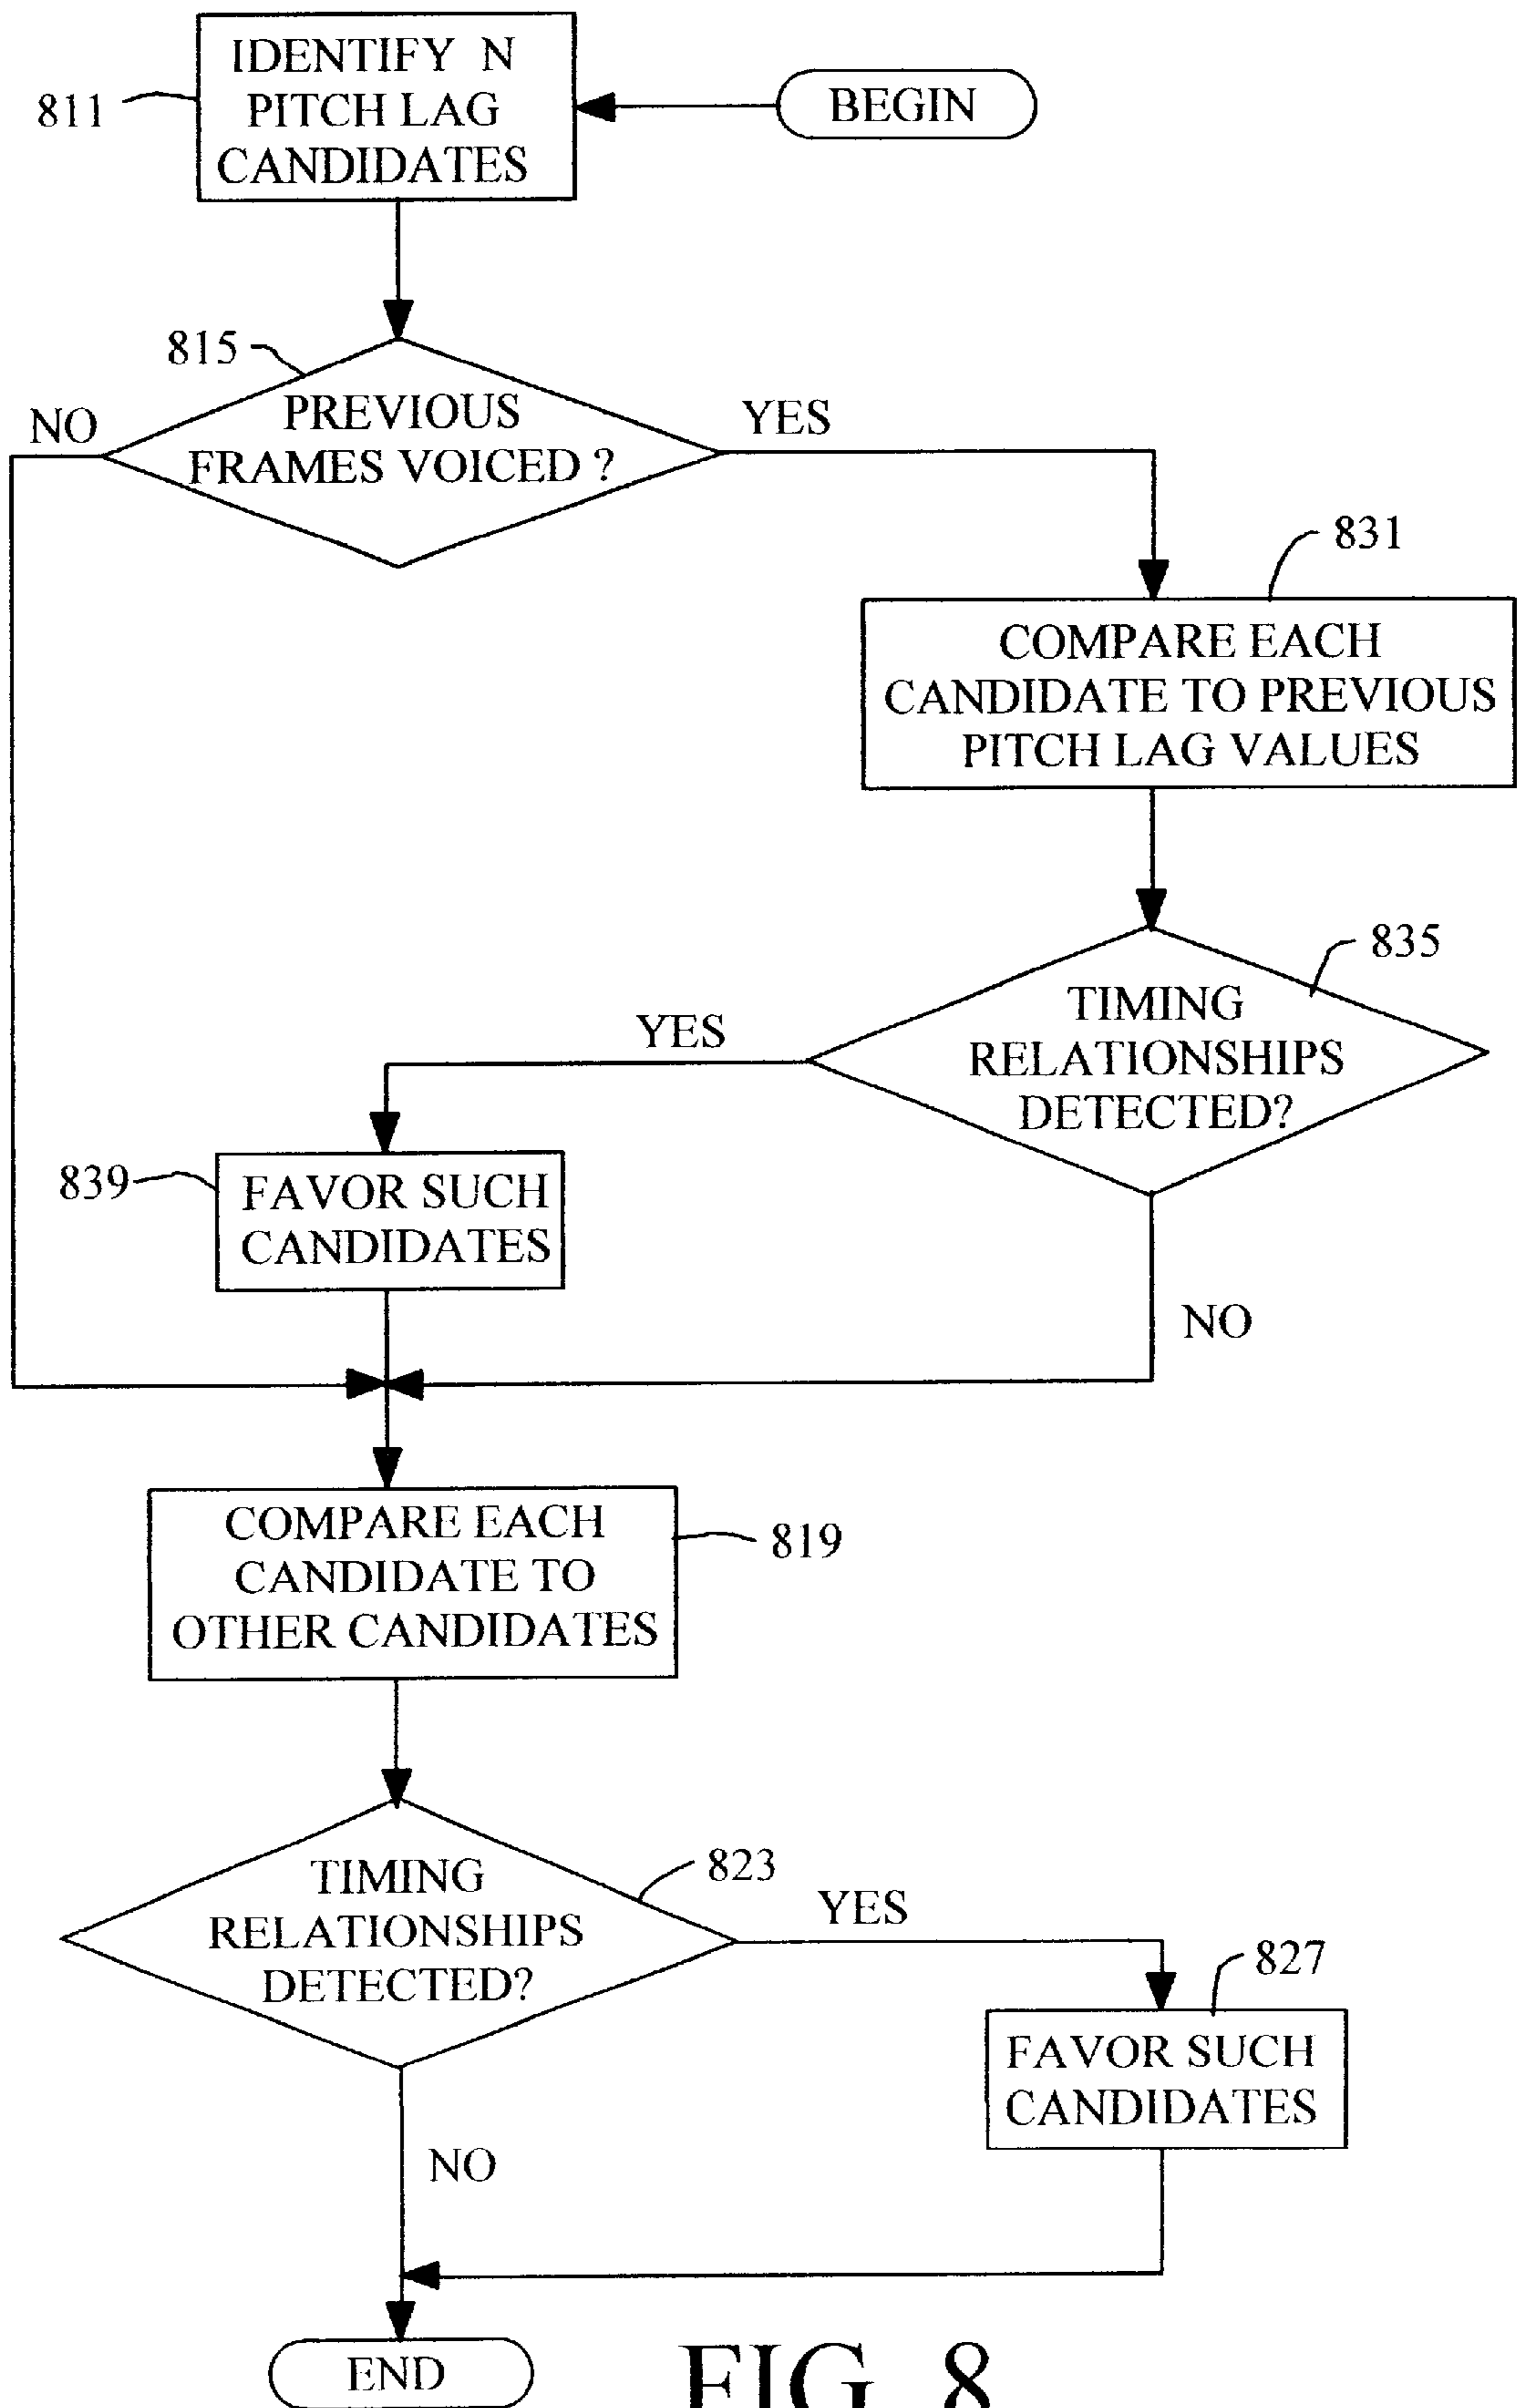 IDENTIFY N
PITCH LAG
CANDIDATES
811
BEGIN
815
PREVIOUS
FRAMES VOICED ?
NO
YES
831
COMPARE EACH
CANDIDATE TO PREVIOUS
PITCH LAG VALUES
835
TIMING
RELATIONSHIPS
DETECTED?
YES
839
FAVOR SUCH
CANDIDATES
NO
COMPARE EACH
CANDIDATE TO
OTHER CANDIDATES
819
TIMING
RELATIONSHIPS
DETECTED?
823
YES
827
FAVOR SUCH
CANDIDATES
NO
END
FIG. 8